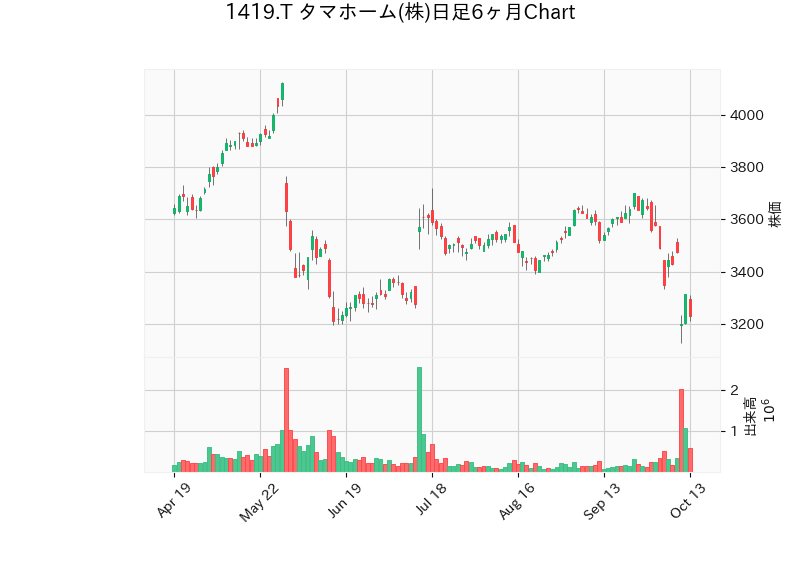 1419.T タマホーム(株)日足6ヶ月Chart
4000
3800
3600
3400
3200
株価
2
1
出来高
10⁶
Apr 19
May 22
Jun 19
Jul 18
Aug 16
Sep 13
Oct 13